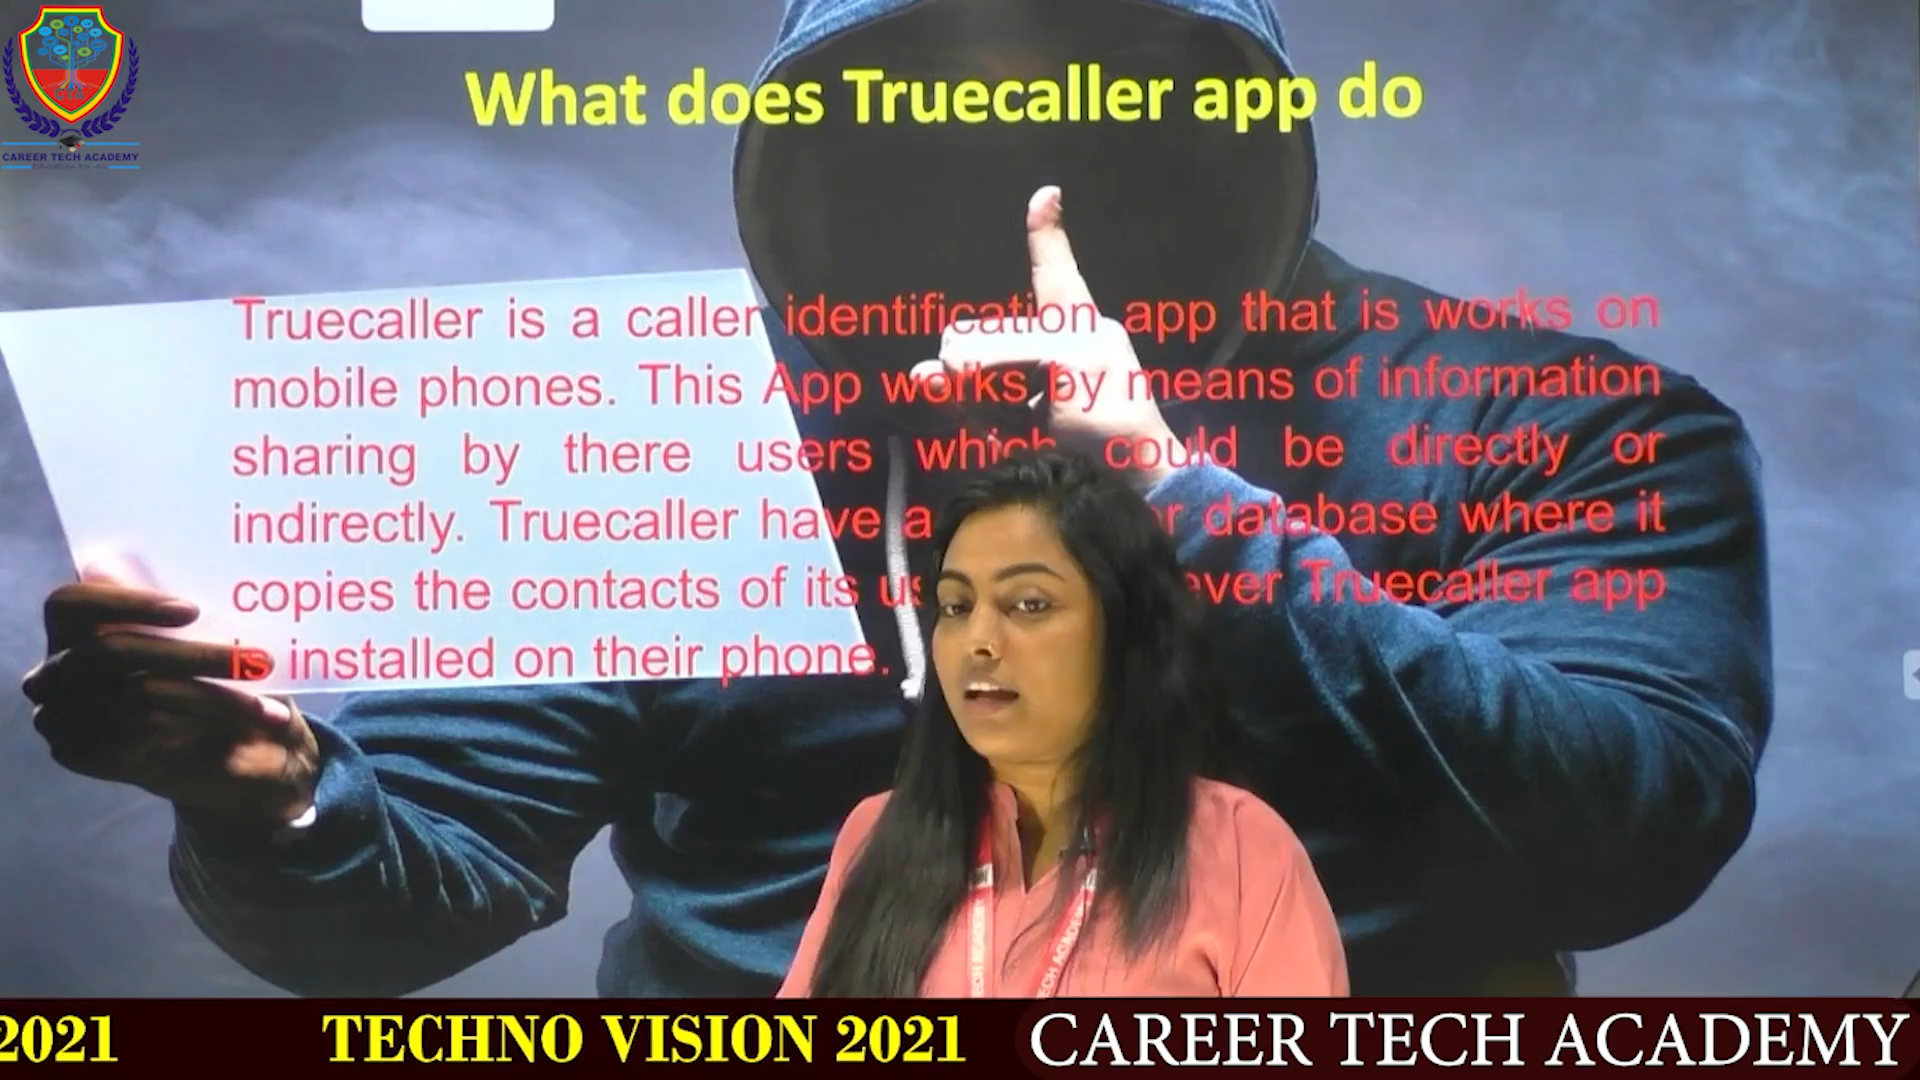 CAREER TECH ACADEMY
What does Truecaller app do
Truecaller is a caller identification app that is works on
mobile phones. This App works by means of information
sharing by there users which could be directly or
indirectly. Truecaller have a database where it
copies the contacts of its app
is installed on their phone.
TECH ACADEMY
2021 TECHNO VISION 2021 CAREER TECH ACADEMY